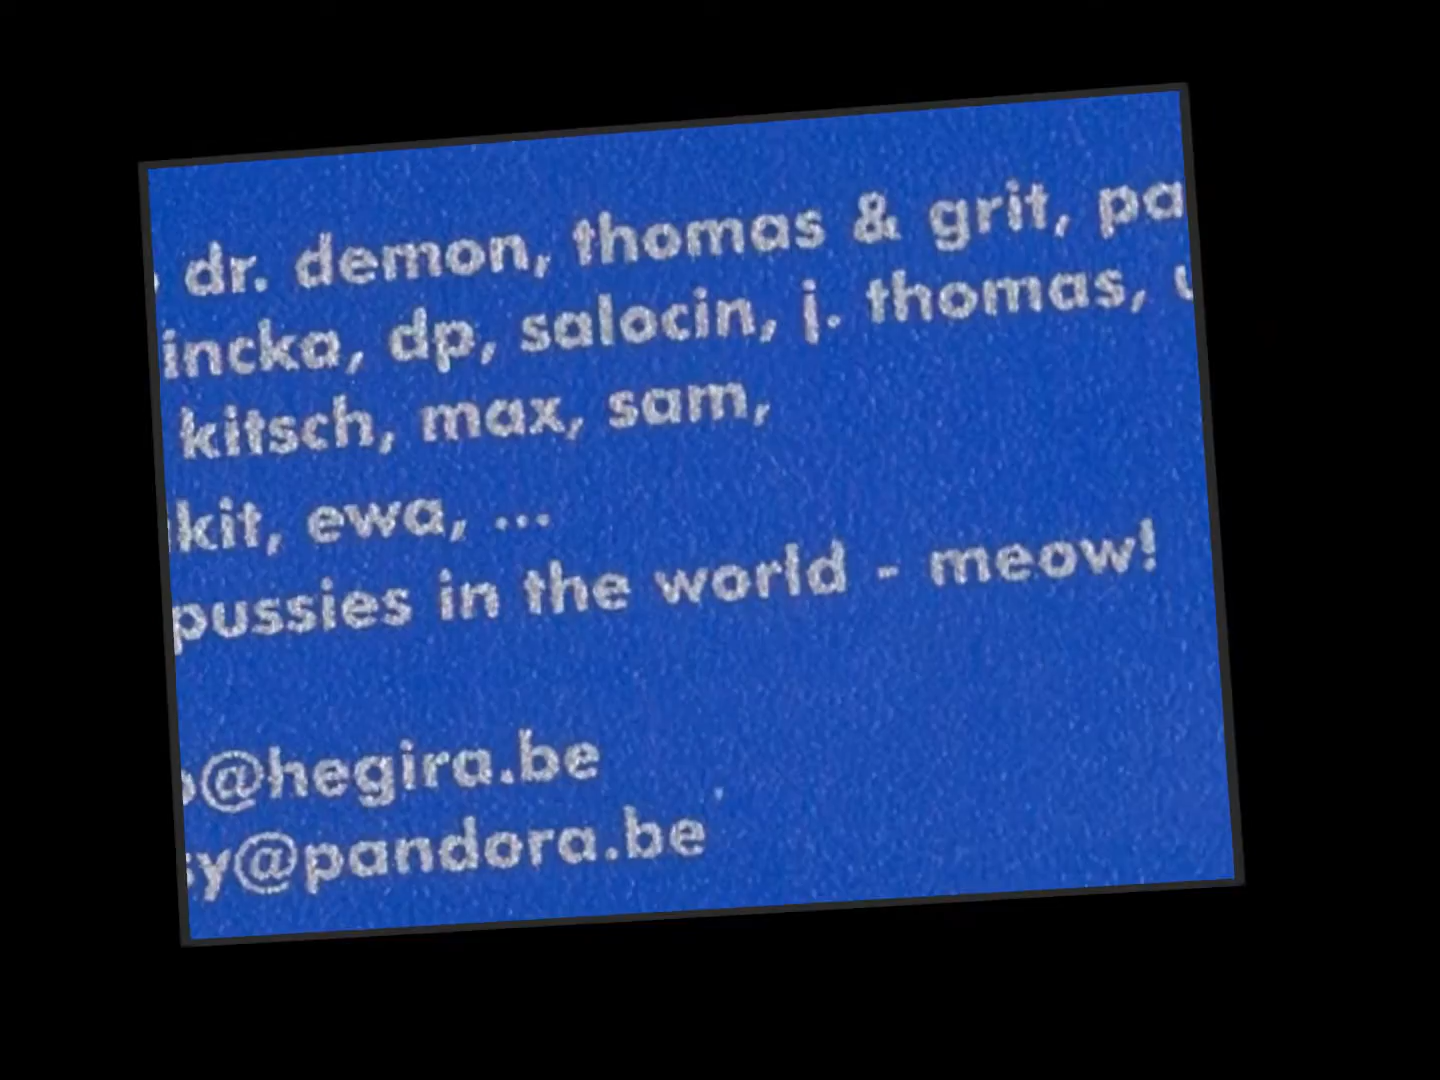 dr. demon, thomas & grit,
dp, salocin, j. thomas,
kitsch, max, sam,
kit, ewa, ...
pussies in the world - meow!
@hegira.be
@pandora.be